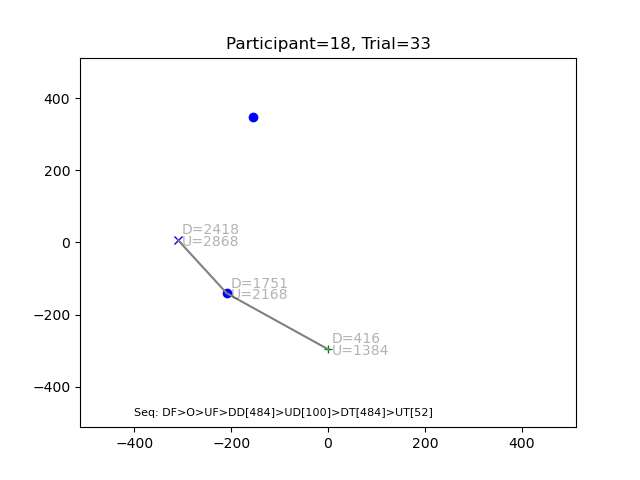 Participant=18, Trial=33
400
200
0
−200
−400
D=2418
U=2868
D=1751
U=2168
D=416
U=1384
Seq: DF>O>UF>DD[484]>UD[100]>DT[484]>UT[52]
−400 −200 0 200 400